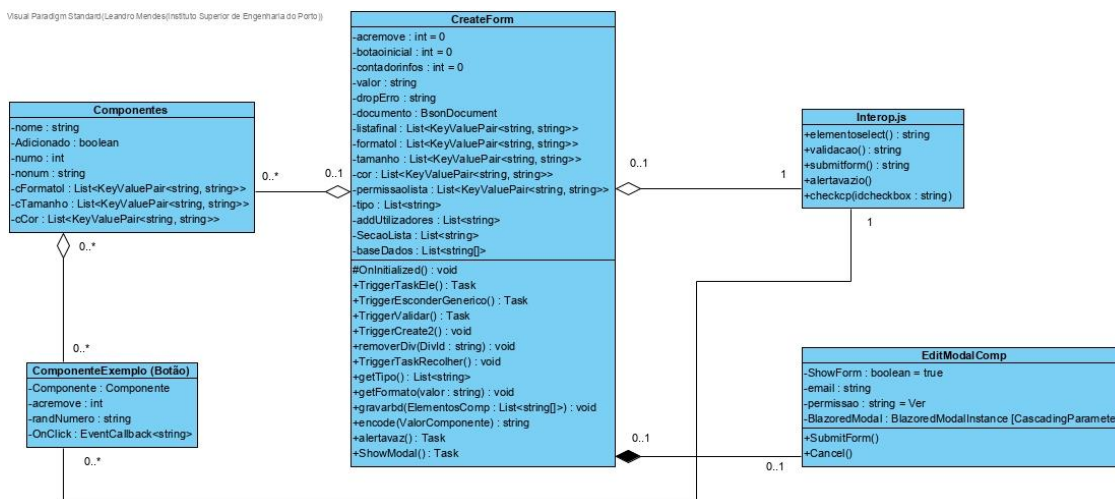 Visual Paradigm Standard(Leandro Mendes(Instituto Superior de Engenharia do Porto))
CreateForm
-acremove : int = 0
-botaoinicial : int = 0
-contadorinfos : int = 0
-valor : string
-dropErro : string
-documento : BsonDocument
-listafinal : List<KeyValuePair<string, string>>
-formatol : List<KeyValuePair<string, string>>
-tamanho : List<KeyValuePair<string, string>>
-cor : List<KeyValuePair<string, string>>
-permissaolista : List<KeyValuePair<string, string>>
-tipo : List<string>
-addUtilizadores : List<string>
-SecaoLista : List<string>
-baseDados : List<string[]>
#OnInitialized() : void
+TriggerTaskEle() : Task
+TriggerEsconderGenerico() : Task
+TriggerValidar() : Task
+TriggerCreate2() : void
+removerDiv(DivId : string) : void
+TriggerTaskRecolher() : void
+getTipo() : List<string>
+getFormato(valor : string) : void
+gravarbd(ElementosComp : List<string[]>) : void
+encode(ValorComponente) : string
+alertavaz() : Task
+ShowModal() : Task
Componentes
-nome : string
-Adicionado : boolean
-numo : int
-nonum : string
-cFormatol : List<KeyValuePair<string, string>>
-cTamanho : List<KeyValuePair<string, string>>
-cCor : List<KeyValuePair<string, string>>
0..*
0..1
0..1
1
Interop.js
+elementoselect() : string
+validacao() : string
+submitform() : string
+alertavazio()
+checkcp(idcheckbox : string)
1
0..*
0..*
ComponenteExemplo (Botão)
-Componente : Componente
-acremove : int
-randNumero : string
-OnClick : EventCallback<string>
0..*
EditModalComp
-ShowForm : boolean = true
-email : string
-permissao : string = Ver
-BlazoredModal : BlazoredModalInstance [CascadingParamete
+SubmitForm()
+Cancel()
0..1
0..1